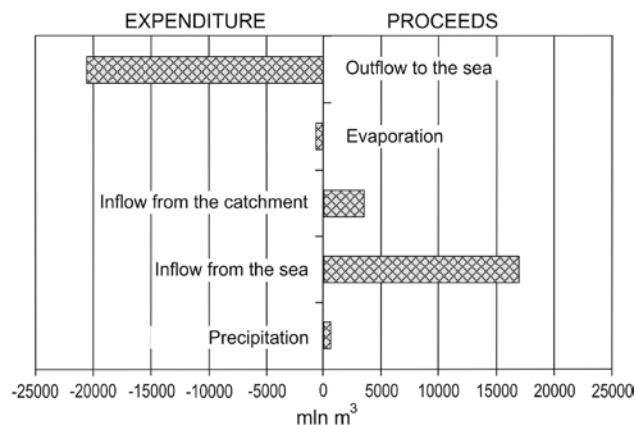 EXPENDITURE PROCEEDS
Outflow to the sea
Evaporation
Inflow from the catchment
Inflow from the sea
Precipitation
-25000 -20000 -15000 -10000 -5000 0 5000 10000 15000 20000 25000
mln m³